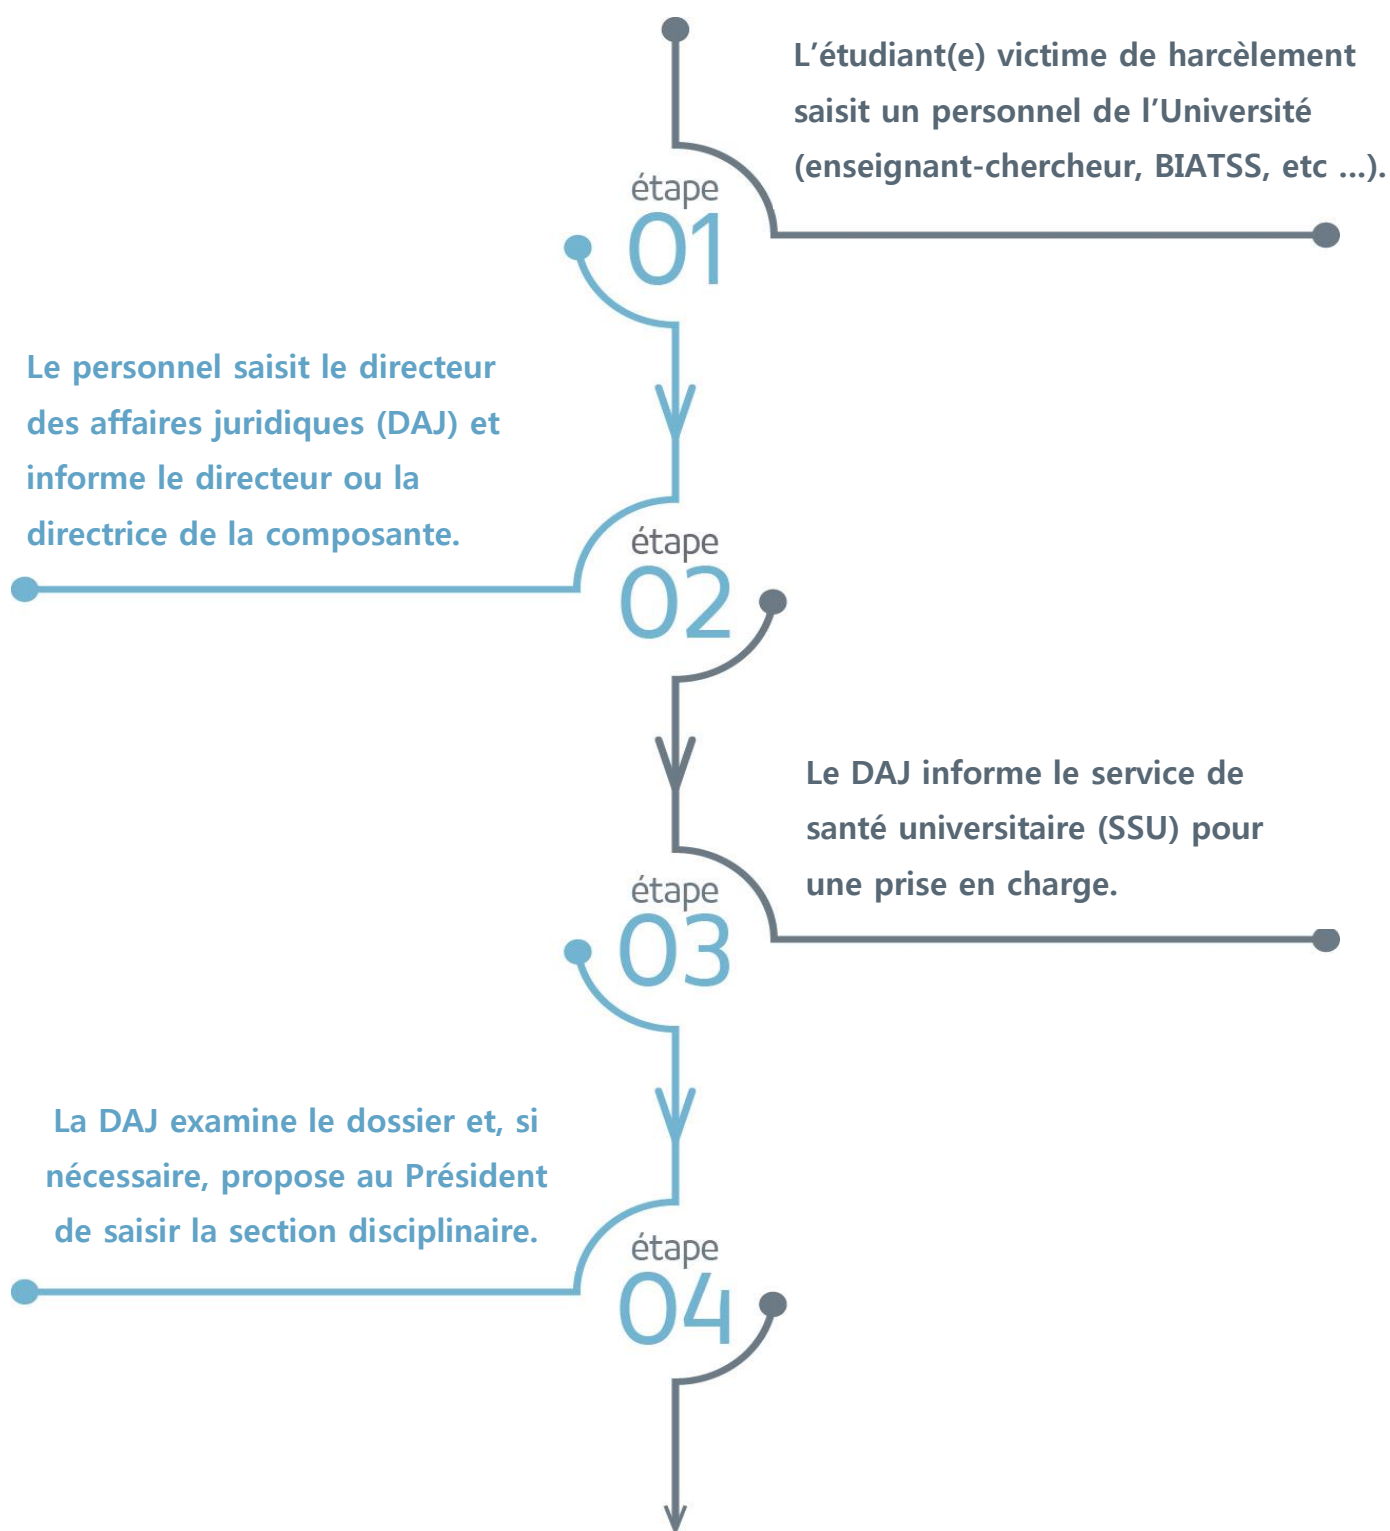 L’étudiant(e) victime de harcèlement
saisit un personnel de l’Université
(enseignant-chercheur, BIATSS, etc ...).
étape
01
Le personnel saisit le directeur
des affaires juridiques (DAJ) et
informe le directeur ou la
directrice de la composante.
étape
02
Le DAJ informe le service de
santé universitaire (SSU) pour
une prise en charge.
étape
03
La DAJ examine le dossier et, si
nécessaire, propose au Président
de saisir la section disciplinaire.
étape
04